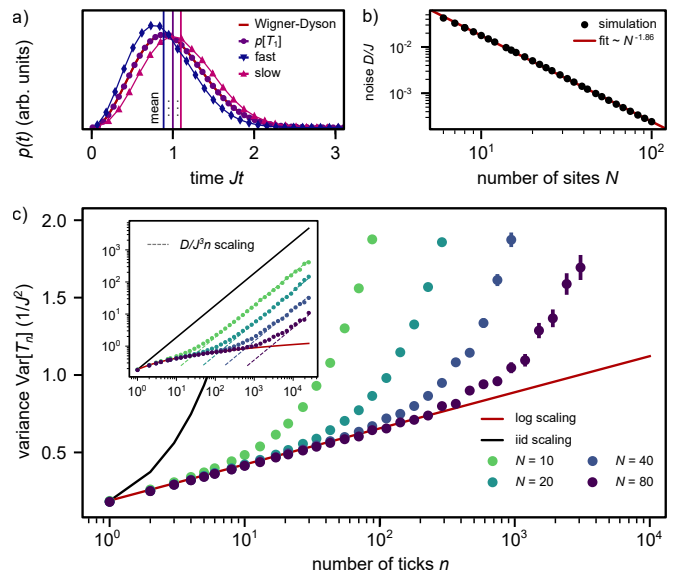 a)
p(t) (arb. units)
Wigner-Dyson
p[T₁]
fast
slow
mean
0
1
2
3
time Jt
b)
noise D/J
10⁻²
10⁻³
simulation
fit ~ N⁻¹·⁸⁶
10¹
10²
number of sites N
c)
variance Var[Tₙ] (1/J²)
2.0
1.5
1.0
0.5
10³
10²
10¹
10⁰
D/J³n scaling
10⁰
10¹
10²
10³
10⁴
log scaling
iid scaling
N = 10
N = 40
N = 20
N = 80
10⁰
10¹
10²
10³
10⁴
number of ticks n